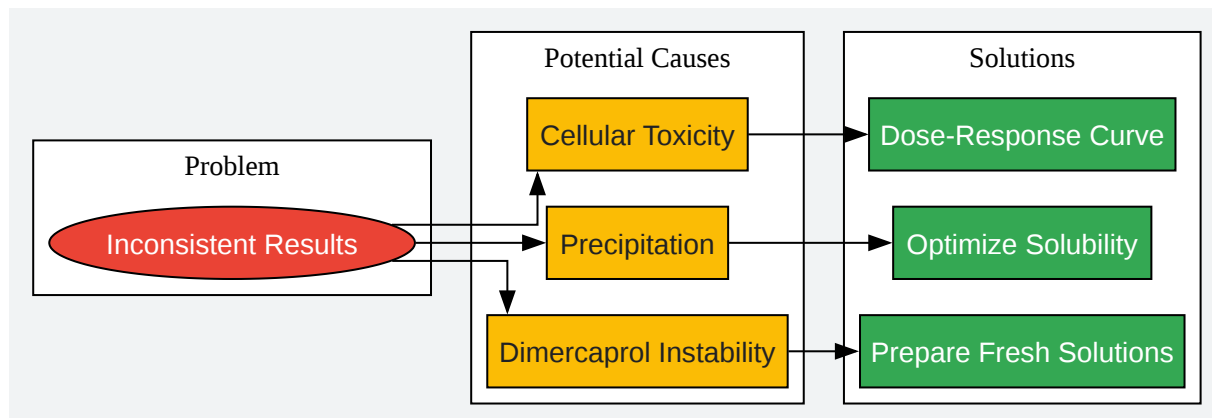 Problem
Inconsistent Results
Potential Causes
Cellular Toxicity
Precipitation
Dimercaprol Instability
Solutions
Dose-Response Curve
Optimize Solubility
Prepare Fresh Solutions